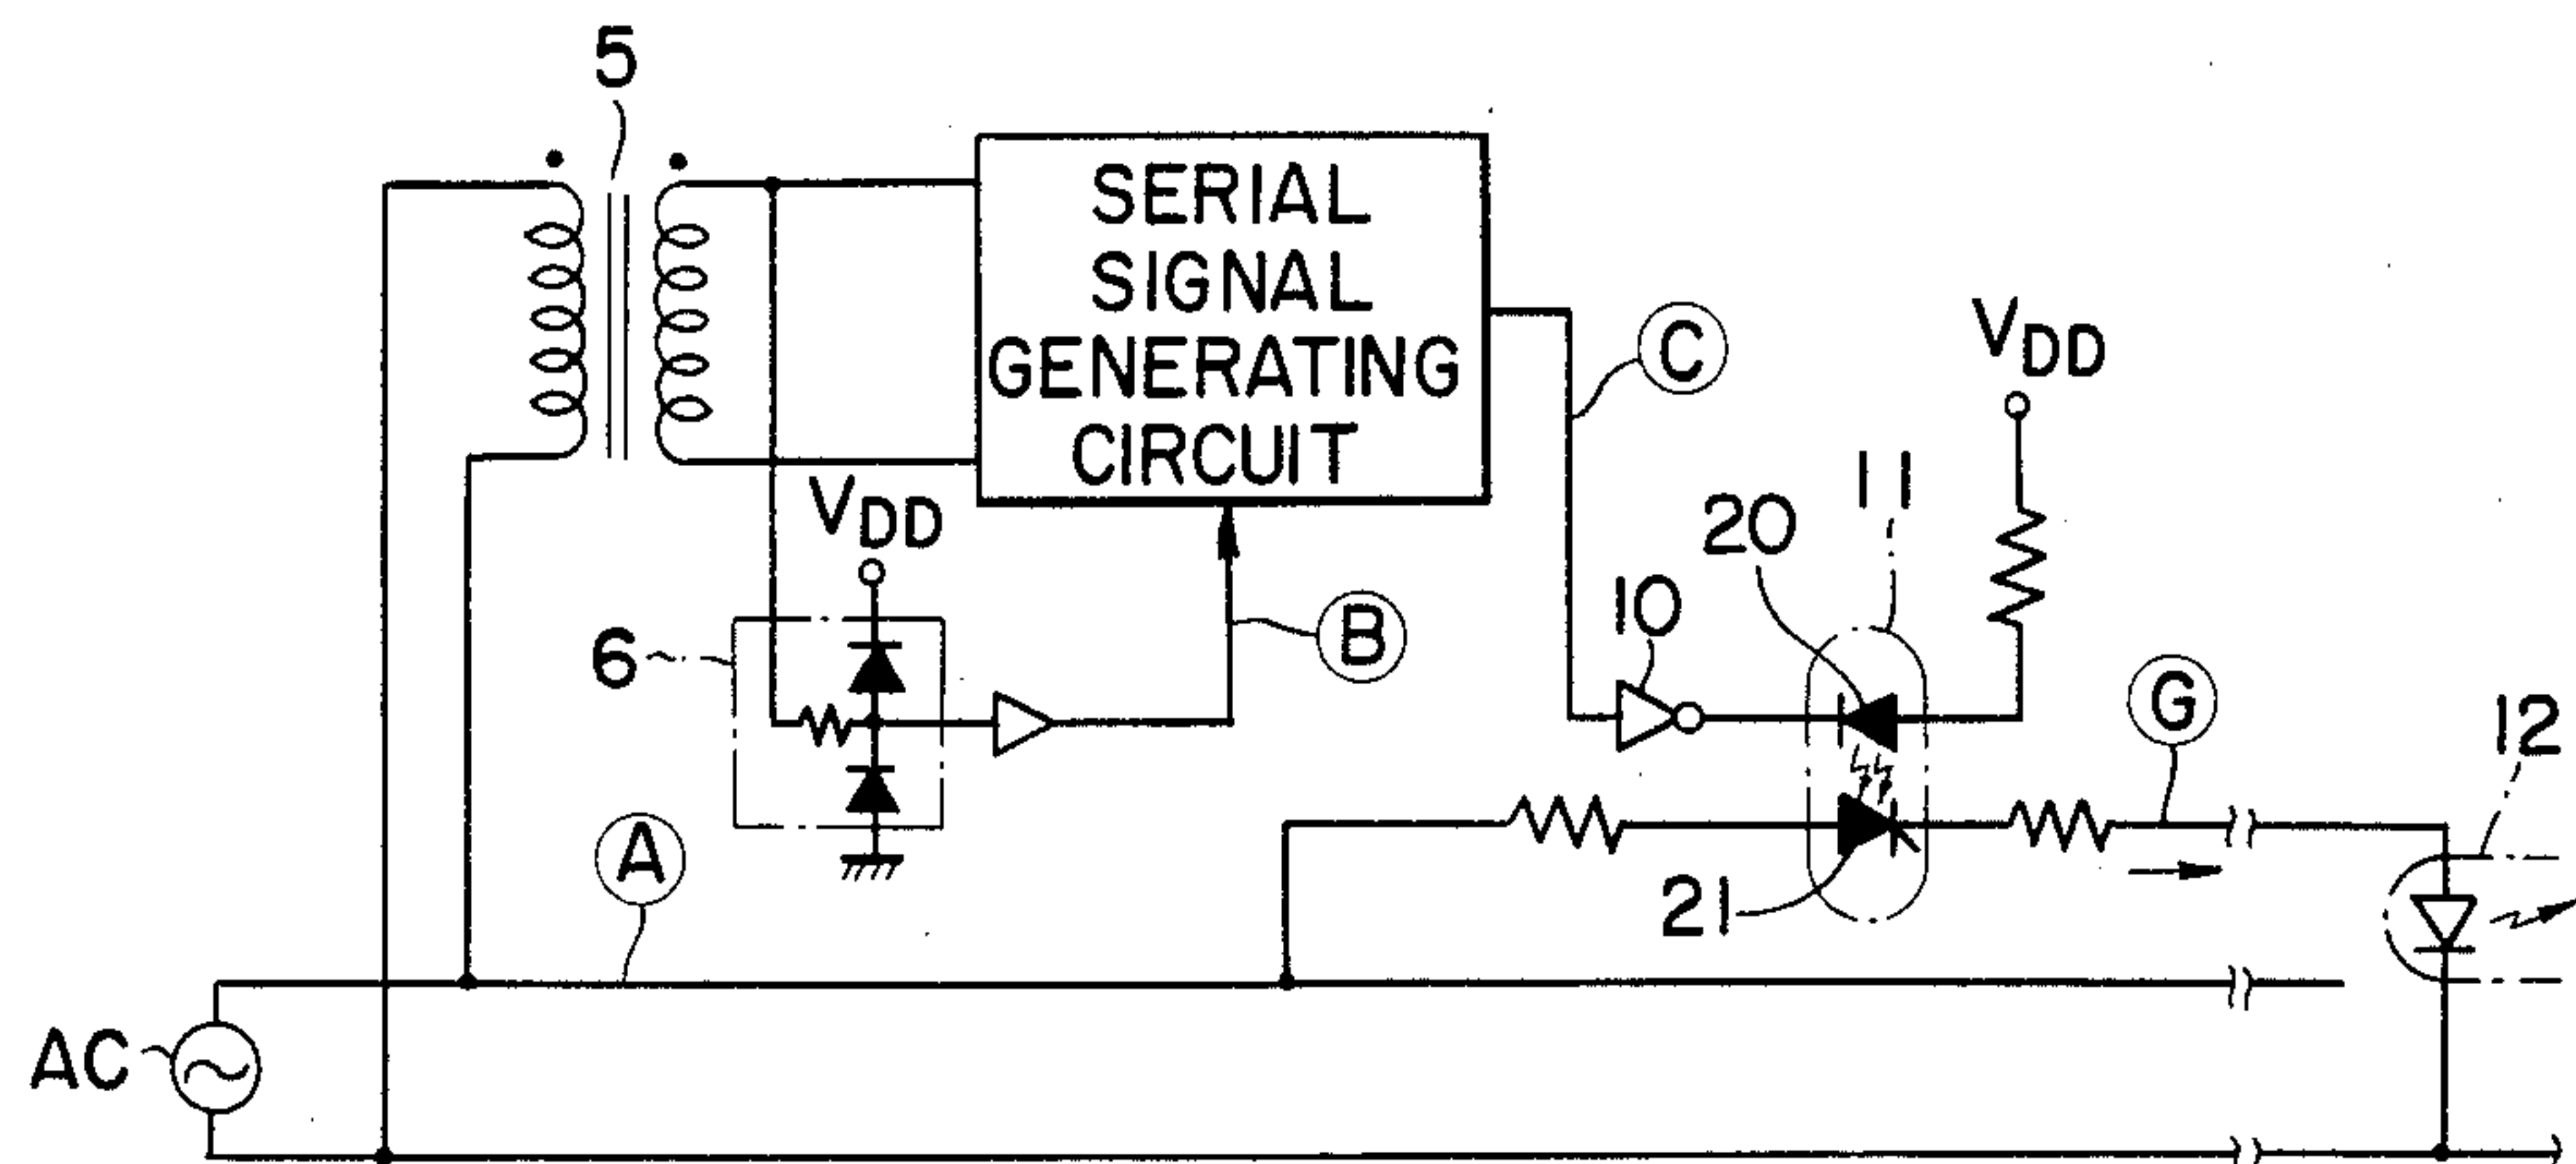 5
SERIAL
SIGNAL
GENERATING
CIRCUIT
C
VDD
VDD
11
20
10
B
6
G
12
A
21
AC